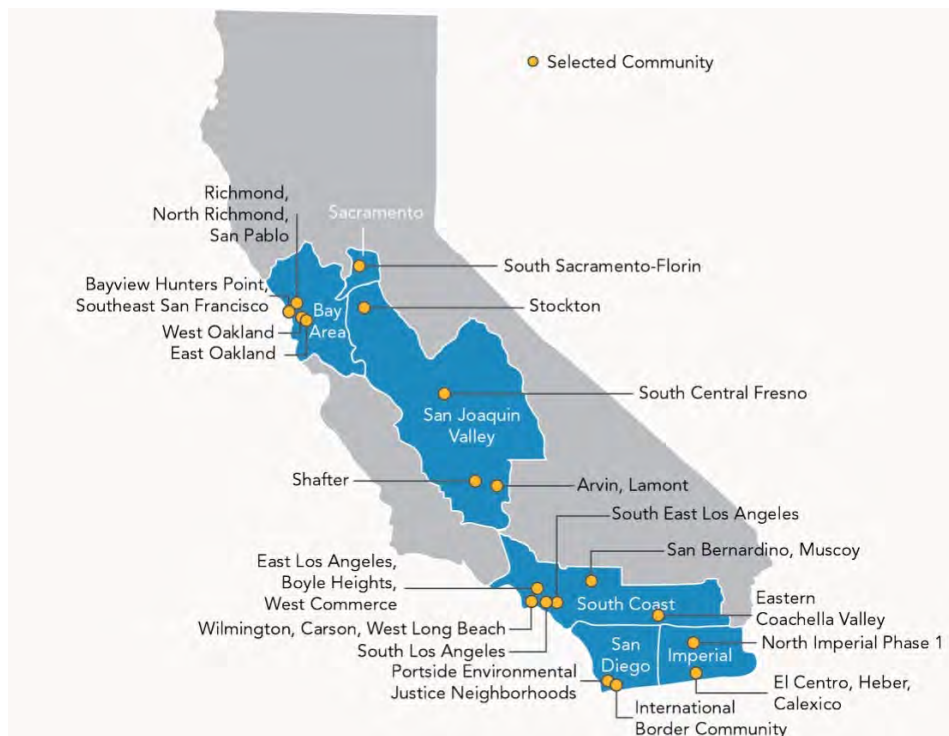 Selected Community
Richmond,
North Richmond,
San Pablo
Sacramento
South Sacramento-Florin
Bayview Hunters Point,
Southeast San Francisco
Stockton
Bay
Area
West Oakland
East Oakland
South Central Fresno
San Joaquin
Valley
Shafter
Arvin, Lamont
South East Los Angeles
San Bernardino, Muscoy
East Los Angeles,
Boyle Heights,
West Commerce
South Coast
Eastern
Coachella Valley
Wilmington, Carson, West Long Beach
South Los Angeles
San
Diego
Imperial
North Imperial Phase 1
Portside Environmental
Justice Neighborhoods
El Centro, Heber,
Calexico
International
Border Community